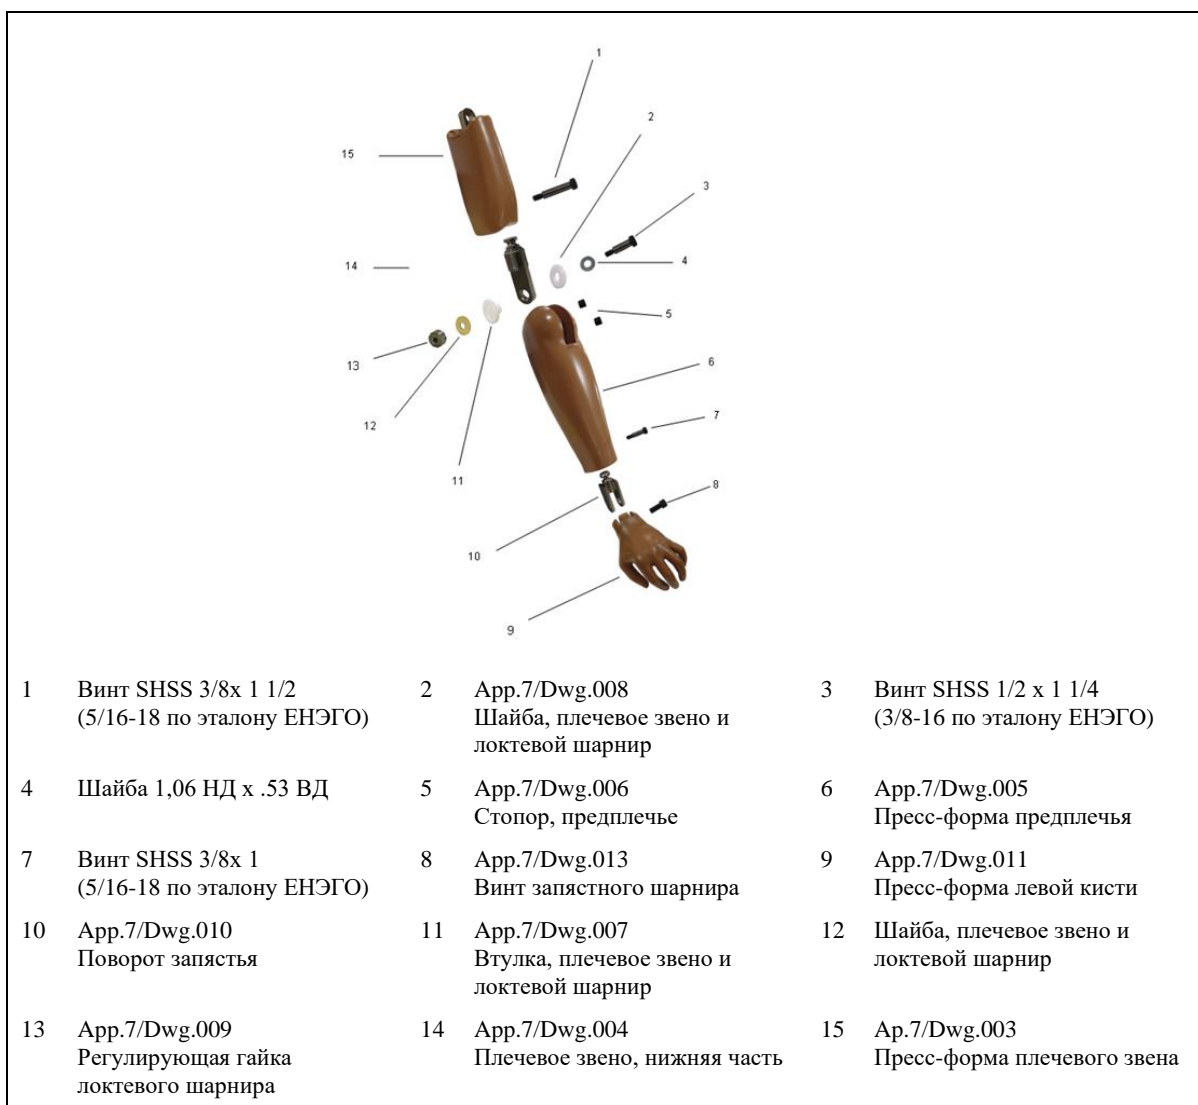 1
2
15
3
14
4
5
13
6
12
7
11
8
10
9
1 Винт SHSS 3/8x 1 1/2 2 App.7/Dwg.008 3 Винт SHSS 1/2 x 1 1/4
(5/16-18 по эталону ЕНЭГО) Шайба, плечевое звено и (3/8-16 по эталону ЕНЭГО)
локтевой шарнир
4 Шайба 1,06 НД x .53 ВД 5 App.7/Dwg.006 6 App.7/Dwg.005
Стопор, предплечье Пресс-форма предплечья
7 Винт SHSS 3/8x 1 8 App.7/Dwg.013 9 App.7/Dwg.011
(5/16-18 по эталону ЕНЭГО) Винт запястного шарнира Пресс-форма левой кисти
10 App.7/Dwg.010 11 App.7/Dwg.007 12 Шайба, плечевое звено и
Поворот запястья Втулка, плечевое звено и локтевой шарнир
локтевой шарнир
13 App.7/Dwg.009 14 App.7/Dwg.004 15 Ap.7/Dwg.003
Регулирующая гайка Плечевое звено, нижняя часть Пресс-форма плечевого звена
локтевого шарнира